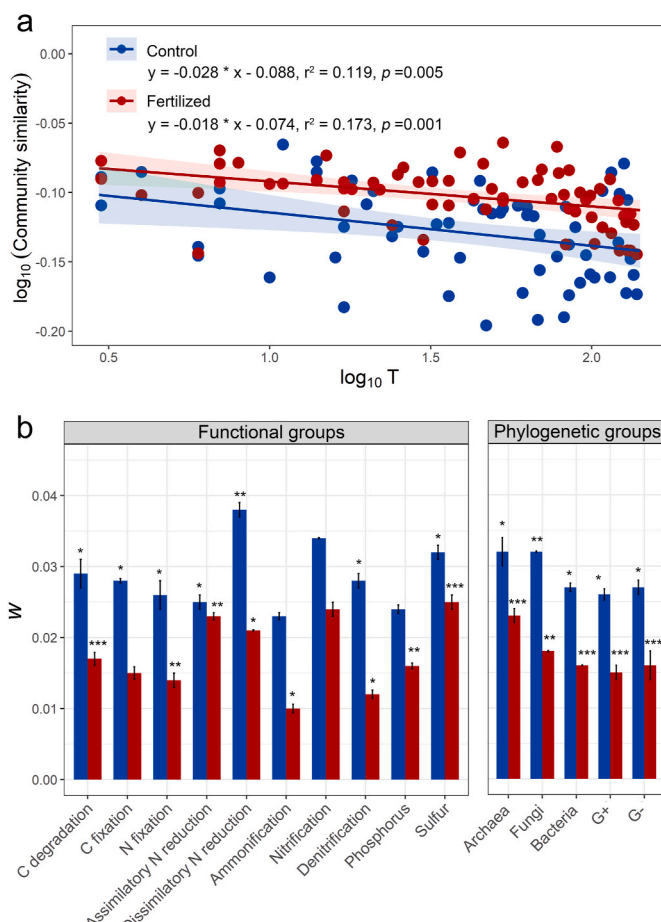 a
0.00
Control
y = -0.028 * x - 0.088, r² = 0.119, p =0.005
Fertilized
-0.05
y = -0.018 * x - 0.074, r² = 0.173, p =0.001
-0.10
-0.15
-0.20
log₁₀ (Community similarity)
0.5 1.0 1.5 2.0
log₁₀ T
b
Functional groups Phylogenetic groups
0.04
0.03
0.02
0.01
0.00
w
* *** * * ** * ** ** * * * * ** * ***
* *** ** ** * *** * *** * ***
C degradation
C fixation
N fixation
Assimilatory N reduction
Dissimilatory N reduction
Ammonification
Nitrification
Denitrification
Phosphorus
Sulfur
Archaea
Fungi
Bacteria
G+
G-